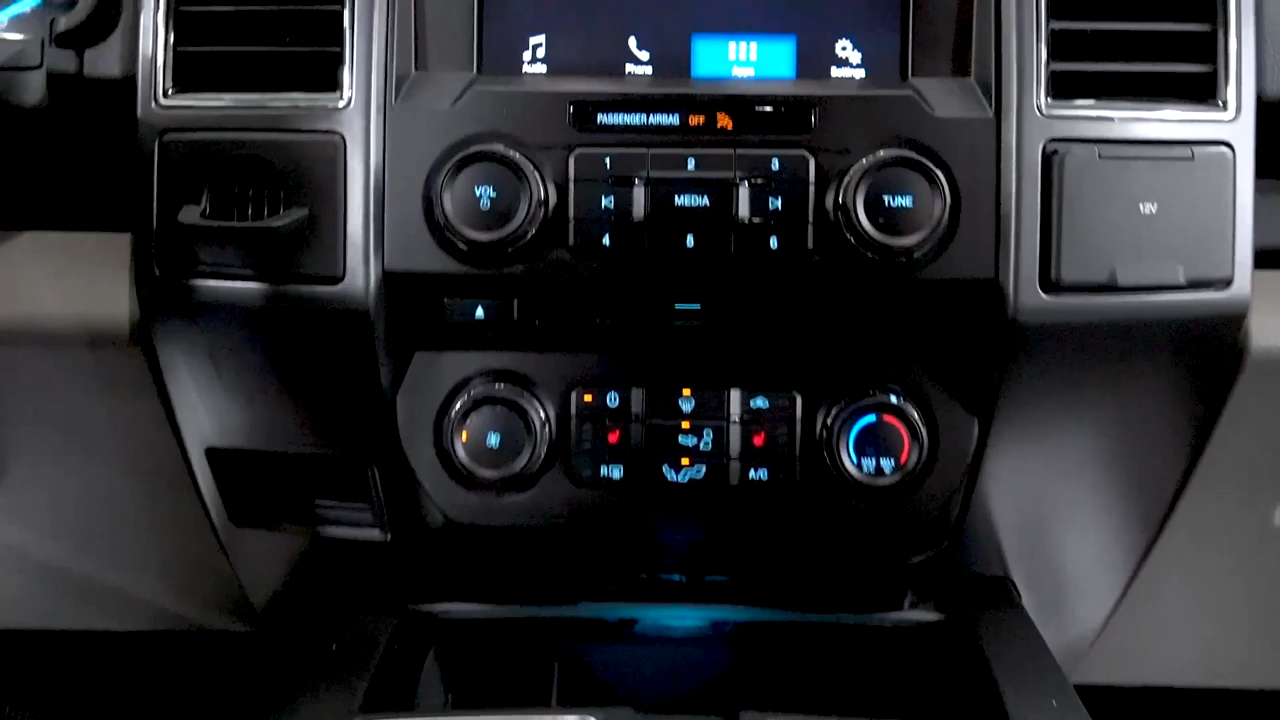 Audio Phone Apps Settings
PASSENGER AIRBAG OFF
1 2 3
VOL MEDIA TUNE
12V
4 5 6
R
A/C